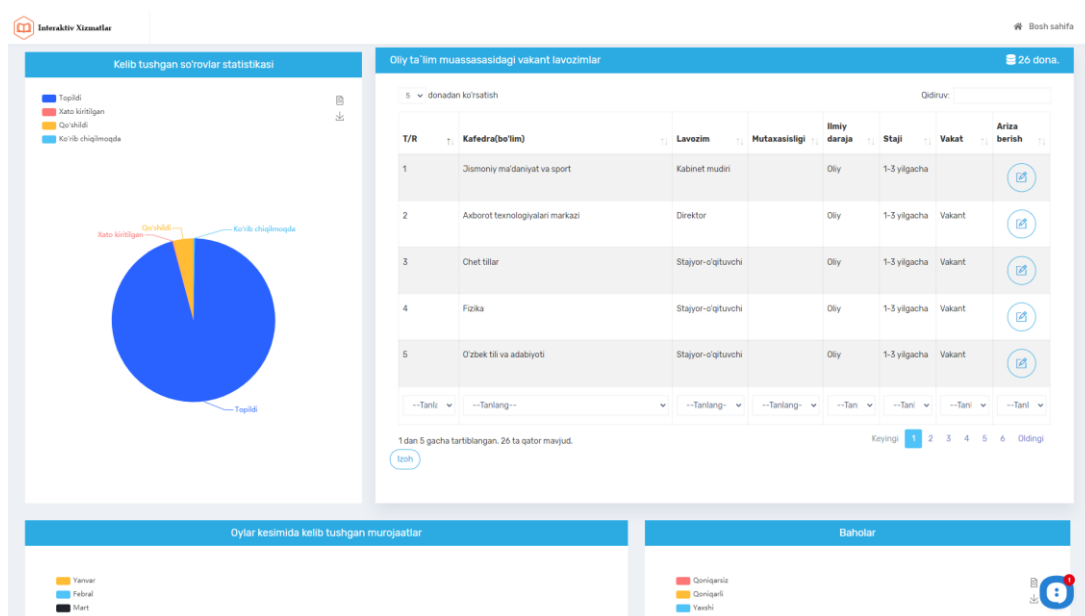 Interaktiv Xizmatlar
Bosh sahifa
Kelib tushgan so'rovlar statistikasi
Topildi
Xato kiritilgan
Qo'shildi
Ko'rib chiqilmoqda
Qo'shildi
Xato kiritilgan
Ko'rib chiqilmoqda
Topildi
Oliy ta`lim muassasasidagi vakant lavozimlar
26 dona.
5 donadan ko'rsatish
Qidiruv:
T/R Kafedra(bo'lim) Lavozim Mutaxasisligi Ilmiy daraja Staji Vakat Ariza berish
1 Jismoniy ma'daniyat va sport Kabinet mudiri Oliy 1-3 yilgacha
2 Axborot texnologiyalari markazi Direktor Oliy 1-3 yilgacha Vakant
3 Chet tillar Stajyor-o'qituvchi Oliy 1-3 yilgacha Vakant
4 Fizika Stajyor-o'qituvchi Oliy 1-3 yilgacha Vakant
5 O'zbek tili va adabiyoti Stajyor-o'qituvchi Oliy 1-3 yilgacha Vakant
--Tanla --Tanlang-- --Tanlang- --Tanlang- --Tan --Tanl --Tanl --Tanl
1 dan 5 gacha tartiblangan. 26 ta qator mavjud.
Keyingi 1 2 3 4 5 6 Oldingi
Izoh
Oylar kesimida kelib tushgan murojaatlar
Yanvar
Febral
Mart
Baholar
Qoniqarsiz
Qoniqarli
Yaxshi
1